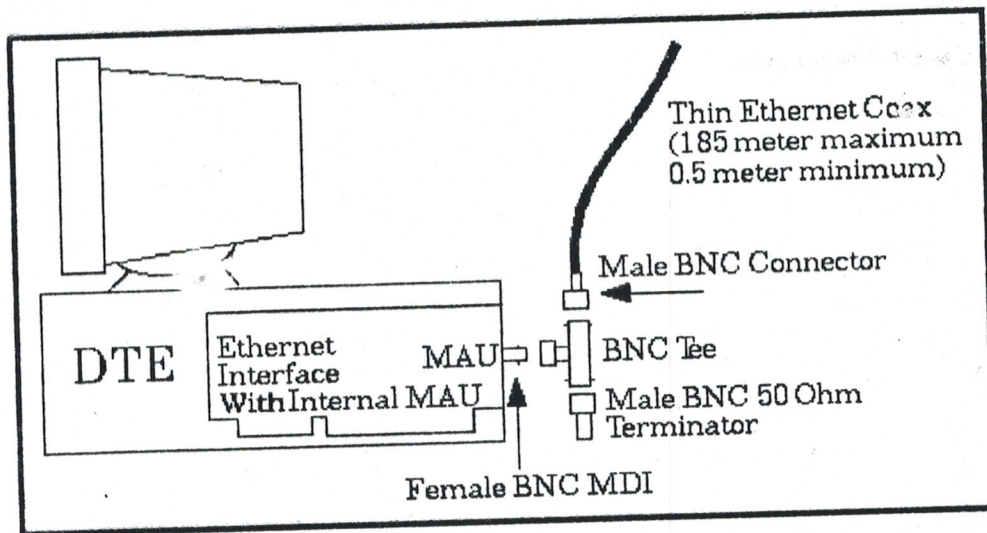 Thin Ethernet Coax
(185 meter maximum
0.5 meter minimum)
Male BNC Connector
DTE
Ethernet
Interface
With Internal MAU
MAU
BNC Tee
Male BNC 50 Ohm
Terminator
Female BNC MDI